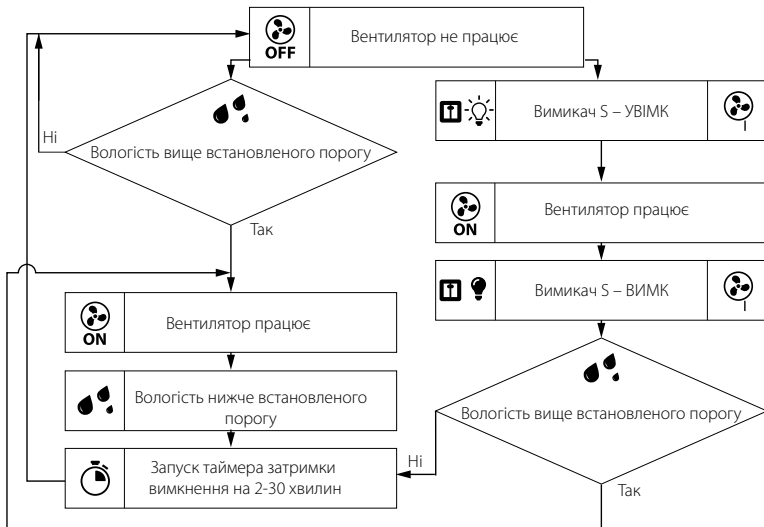 OFF
Вентилятор не працює
Ні
Вологість вище встановленого порогу
Так
Вимикач S – УВІМК
ON
Вентилятор працює
Вимикач S – ВИМК
ON
Вентилятор працює
Вологість нижче встановленого
порогу
Запуск таймера затримки
вимкнення на 2-30 хвилин
Вологість вище встановленого порогу
Ні
Так